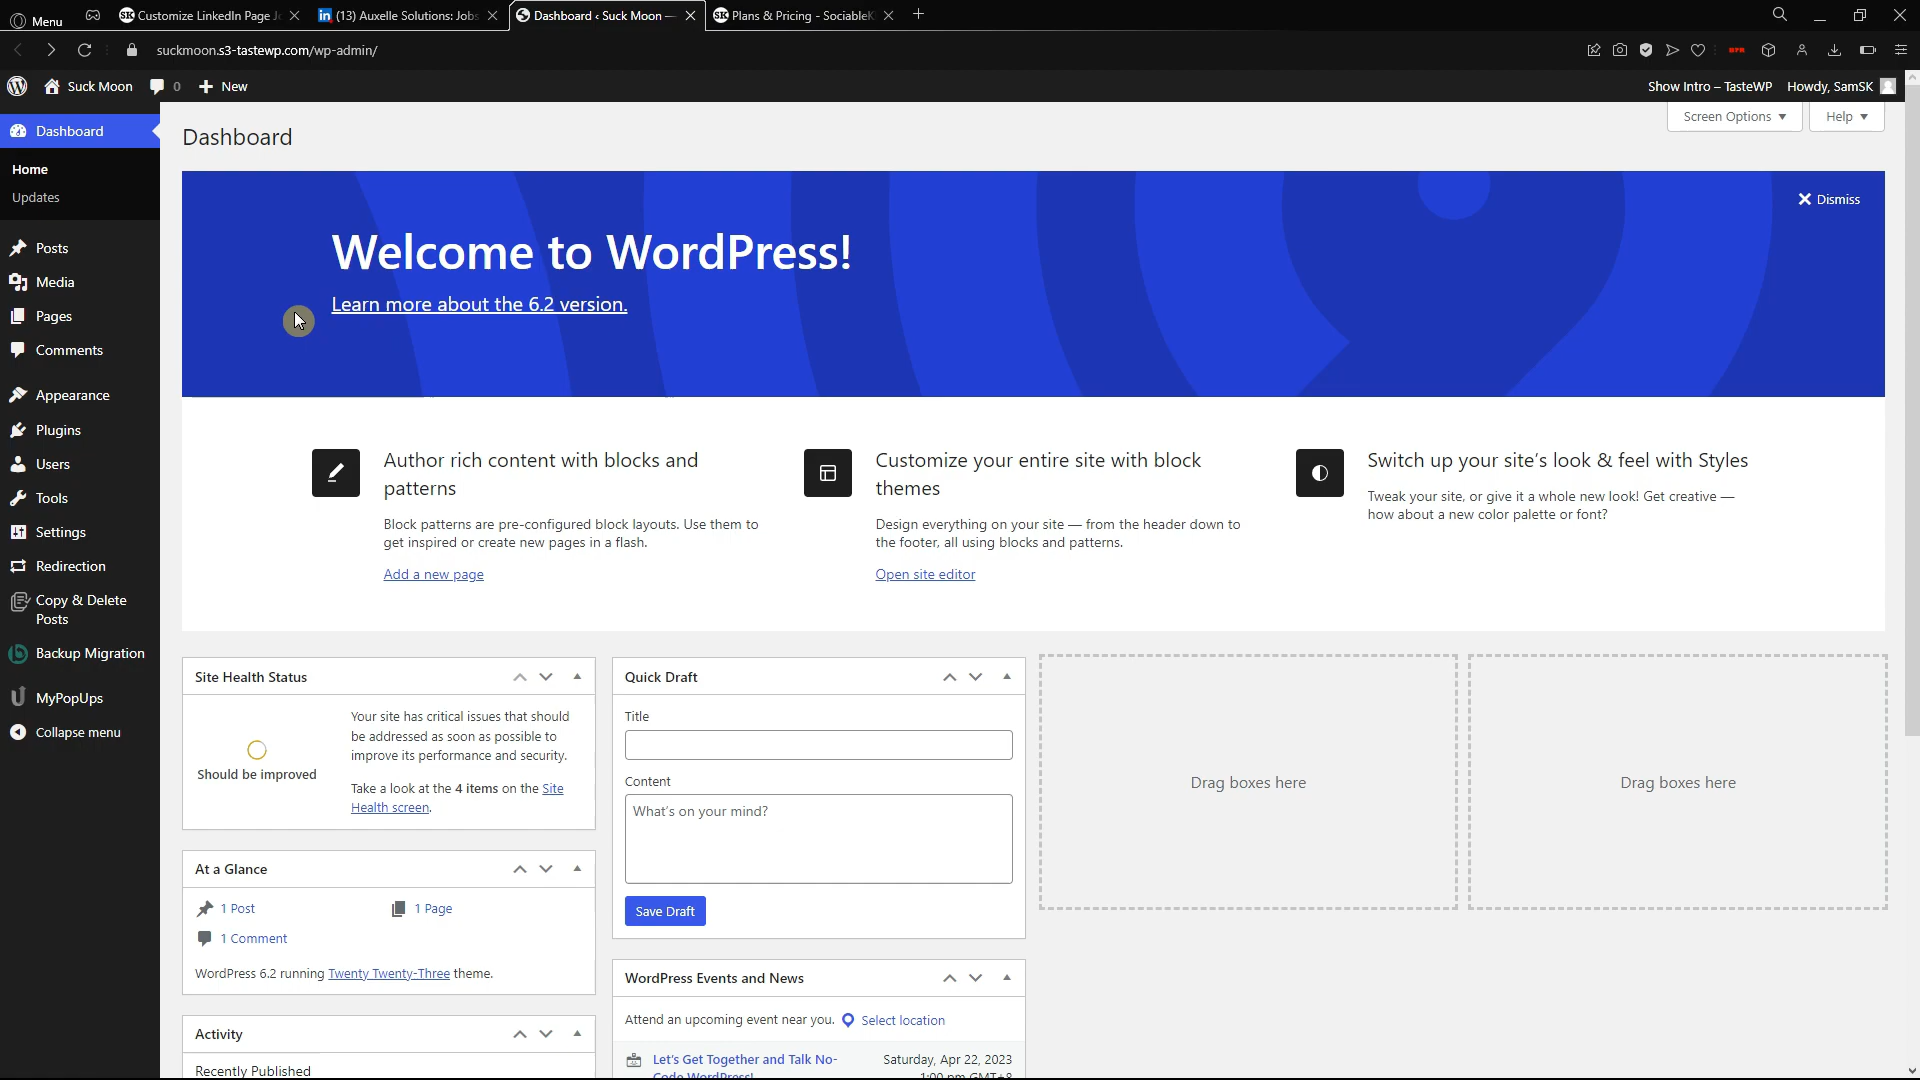 Menu
Customize LinkedIn Page J
(13) Auxelle Solutions: Jobs
Dashboard ‹ Suck Moon —
Plans & Pricing - SociableK
suckmoon.s3-tastewp.com/wp-admin/
Suck Moon
0
New
Show Intro – TasteWP
Howdy, SamSK
Dashboard
Home
Updates
Posts
Media
Pages
Comments
Appearance
Plugins
Users
Tools
Settings
Redirection
Copy & Delete
Posts
Backup Migration
MyPopUps
Collapse menu
Screen Options
Help
Dashboard
Dismiss
Welcome to WordPress!
Learn more about the 6.2 version.
Author rich content with blocks and
patterns
Block patterns are pre-configured block layouts. Use them to
get inspired or create new pages in a flash.
Add a new page
Customize your entire site with block
themes
Design everything on your site — from the header down to
the footer, all using blocks and patterns.
Open site editor
Switch up your site's look & feel with Styles
Tweak your site, or give it a whole new look! Get creative —
how about a new color palette or font?
Site Health Status
Should be improved
Your site has critical issues that should
be addressed as soon as possible to
improve its performance and security.
Take a look at the 4 items on the Site
Health screen.
At a Glance
1 Post
1 Page
1 Comment
WordPress 6.2 running Twenty Twenty-Three theme.
Activity
Recently Published
Quick Draft
Title
Content
What's on your mind?
Save Draft
WordPress Events and News
Attend an upcoming event near you.
Select location
Let's Get Together and Talk No-
Code WordPress!
Saturday, Apr 22, 2023
1:00 pm GMT+8
Drag boxes here
Drag boxes here